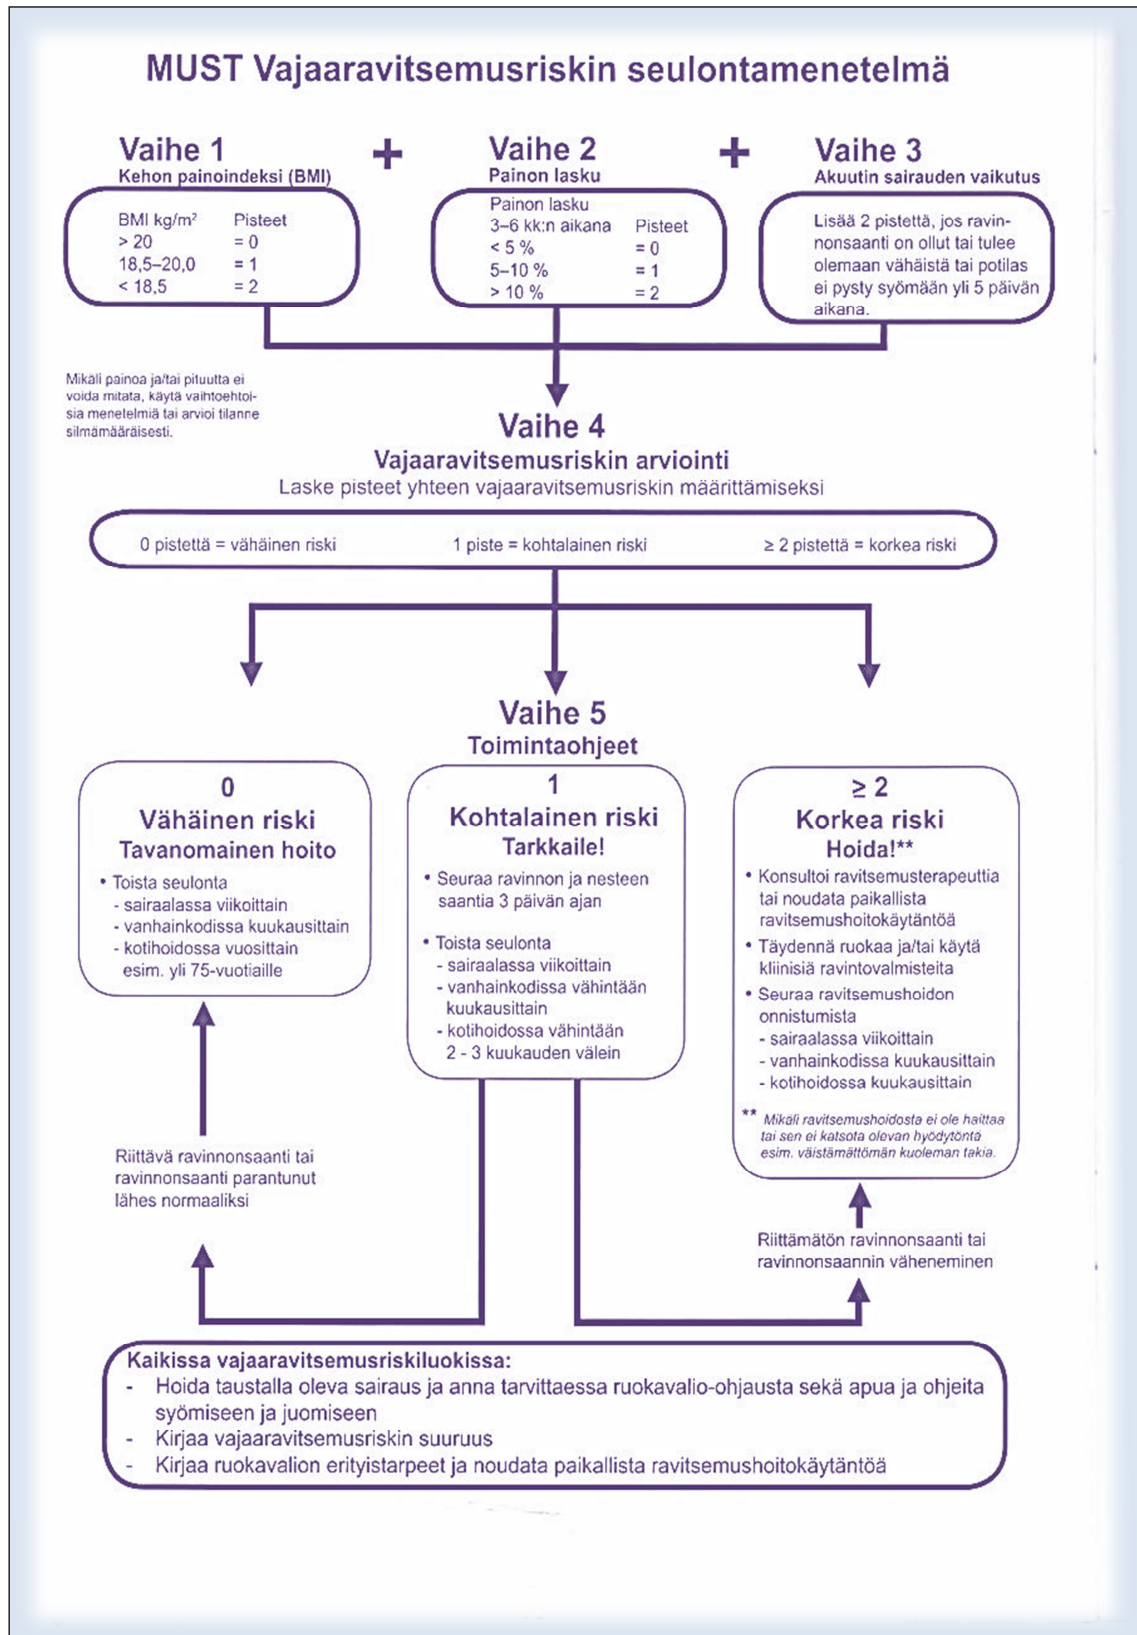 MUST Vajaaravitsemusriskin seulontamenetelmä
Vaihe 1
Kehon painoindeksi (BMI)
BMI kg/m² Pisteet
> 20 = 0
18,5–20,0 = 1
< 18,5 = 2
+
Vaihe 2
Painon lasku
Painon lasku
3–6 kk:n aikana Pisteet
< 5 % = 0
5–10 % = 1
> 10 % = 2
+
Vaihe 3
Akuutin sairauden vaikutus
Lisää 2 pistettä, jos ravin-
nonsaanti on ollut tai tulee
olemaan vähäistä tai potilas
ei pysty syömään yli 5 päivän
aikana.
Mikäli painoa ja/tai pituutta ei
voida mitata, käytä vaihtoehtoi-
sia menetelmiä tai arvioi tilanne
silmämääräisesti.
Vaihe 4
Vajaaravitsemusriskin arviointi
Laske pisteet yhteen vajaaravitsemusriskin määrittämiseksi
0 pistettä = vähäinen riski 1 piste = kohtalainen riski ≥ 2 pistettä = korkea riski
Vaihe 5
Toimintaohjeet
0
Vähäinen riski
Tavanomainen hoito
• Toista seulonta
- sairaalassa viikoittain
- vanhainkodissa kuukausittain
- kotihoidossa vuosittain
esim. yli 75-vuotiaille
1
Kohtalainen riski
Tarkkaile!
• Seuraa ravinnon ja nesteen
saantia 3 päivän ajan
• Toista seulonta
- sairaalassa viikoittain
- vanhainkodissa vähintään
kuukausittain
- kotihoidossa vähintään
2 - 3 kuukauden välein
≥ 2
Korkea riski
Hoida!**
• Konsultoi ravitsemusterapeuttia
tai noudata paikallista
ravitsemushoitokäytäntöä
• Täydennä ruokaa ja/tai käytä
kliinisiä ravintovalmisteita
• Seuraa ravitsemushoidon
onnistumista
- sairaalassa viikoittain
- vanhainkodissa kuukausittain
- kotihoidossa kuukausittain
** Mikäli ravitsemushoidosta ei ole haittaa
tai sen ei katsota olevan hyödytöntä
esim. väistämättömän kuoleman takia.
Riittävä ravinnonsaanti tai
ravinnonsaanti parantunut
lähes normaaliksi
Riittämätön ravinnonsaanti tai
ravinnonsaannin väheneminen
Kaikissa vajaaravitsemusriskiluokissa:
- Hoida taustalla oleva sairaus ja anna tarvittaessa ruokavalio-ohjausta sekä apua ja ohjeita
syömiseen ja juomiseen
- Kirjaa vajaaravitsemusriskin suuruus
- Kirjaa ruokavalion erityistarpeet ja noudata paikallista ravitsemushoitokäytäntöä